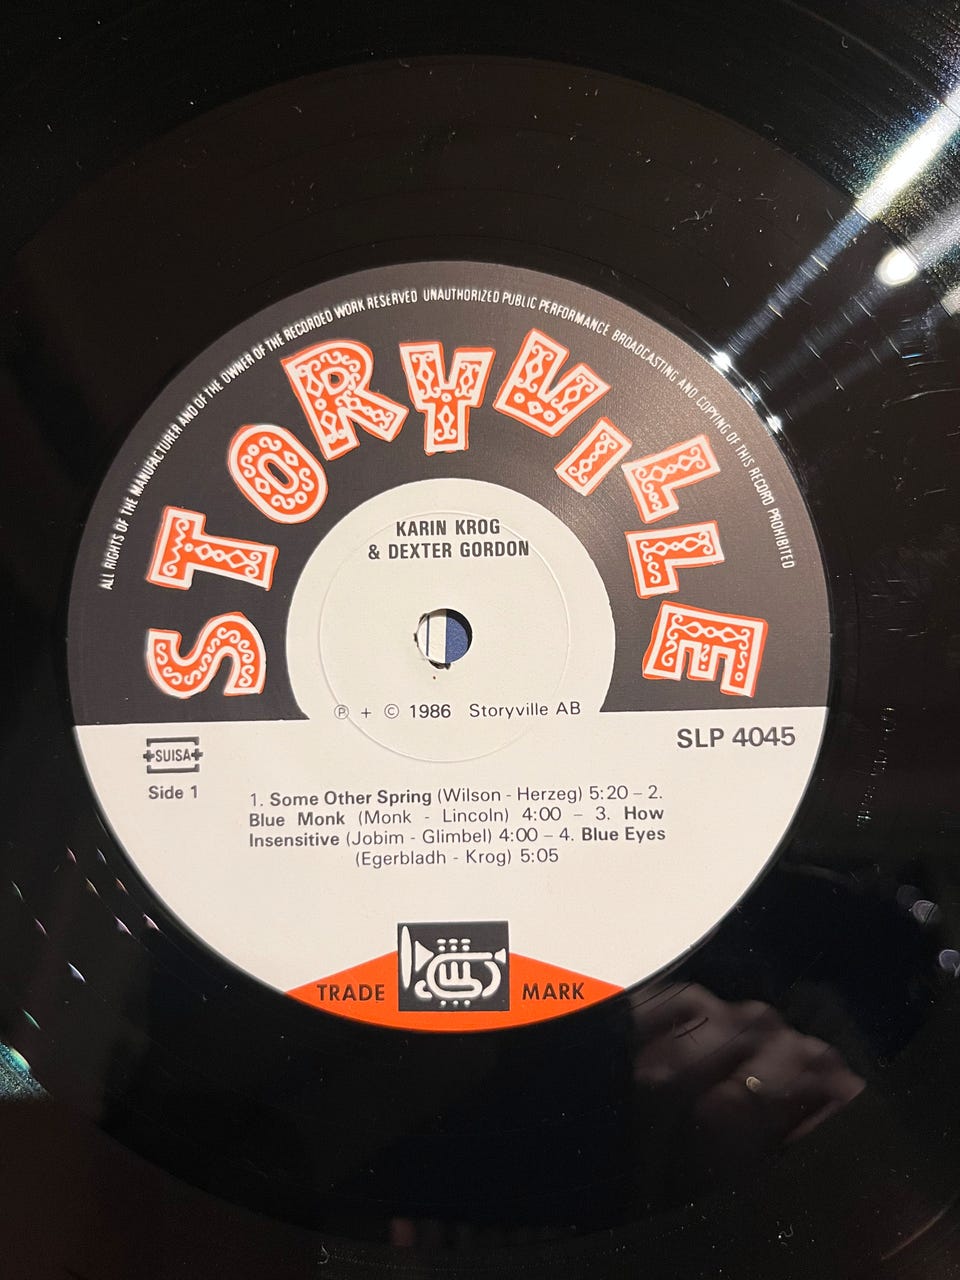 ALL RIGHTS OF THE MANUFACTURER AND OF THE OWNER OF THE RECORDED WORK RESERVED UNAUTHORIZED PUBLIC PERFORMANCE BROADCASTING AND COPYING OF THIS RECORD PROHIBITED
STORYVILLE
KARIN KROG
& DEXTER GORDON
Ⓟ + © 1986 Storyville AB
SUISA
SLP 4045
Side 1
1. Some Other Spring (Wilson - Herzeg) 5:20 – 2.
Blue Monk (Monk - Lincoln) 4:00 – 3. How
Insensitive (Jobim - Glimbel) 4:00 – 4. Blue Eyes
(Egerbladh - Krog) 5:05
TRADE MARK